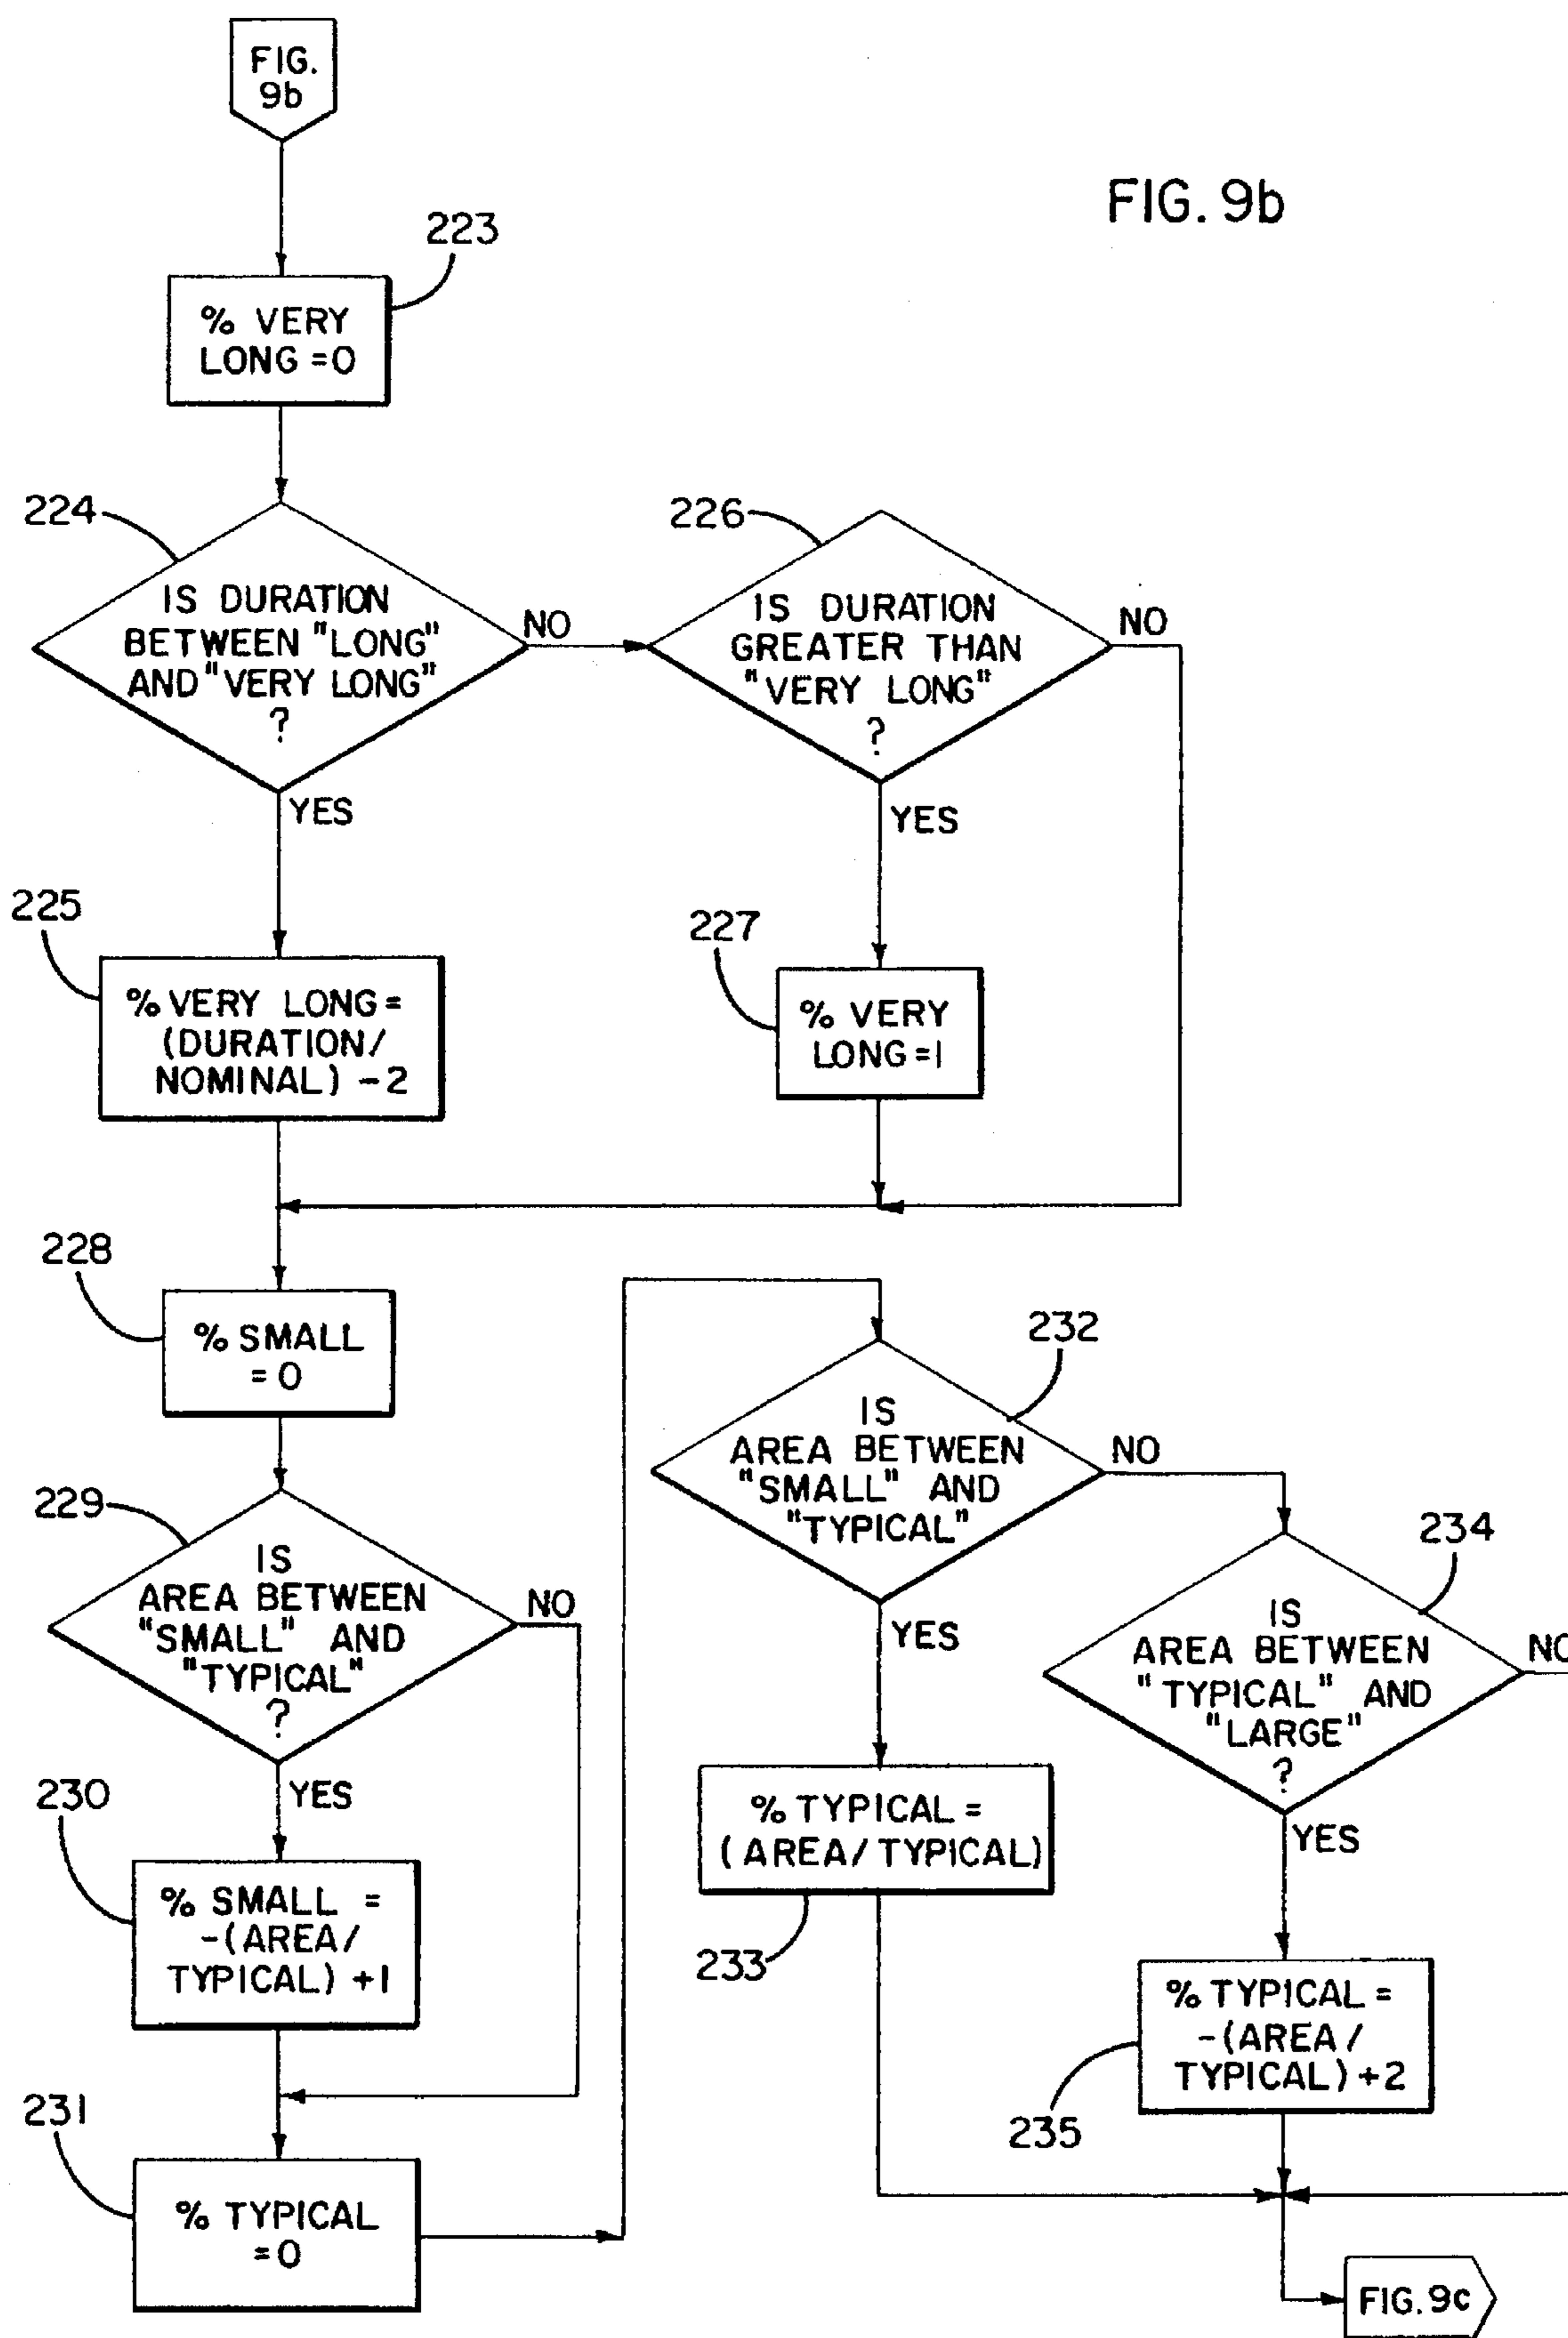 FIG.
9b
FIG. 9b
223
% VERY
LONG = 0
224
IS DURATION
BETWEEN "LONG"
AND "VERY LONG"
?
NO
YES
226
IS DURATION
GREATER THAN
"VERY LONG"
?
NO
YES
225
% VERY LONG =
(DURATION/
NOMINAL) - 2
227
% VERY
LONG = 1
228
% SMALL
= 0
229
IS
AREA BETWEEN
"SMALL" AND
"TYPICAL"
?
NO
YES
230
% SMALL =
-(AREA/
TYPICAL) + 1
231
% TYPICAL
= 0
232
IS
AREA BETWEEN
"SMALL" AND
"TYPICAL"
NO
YES
233
% TYPICAL =
(AREA/TYPICAL)
234
IS
AREA BETWEEN
"TYPICAL" AND
"LARGE"
?
NO
YES
235
% TYPICAL =
-(AREA/
TYPICAL) + 2
FIG. 9c